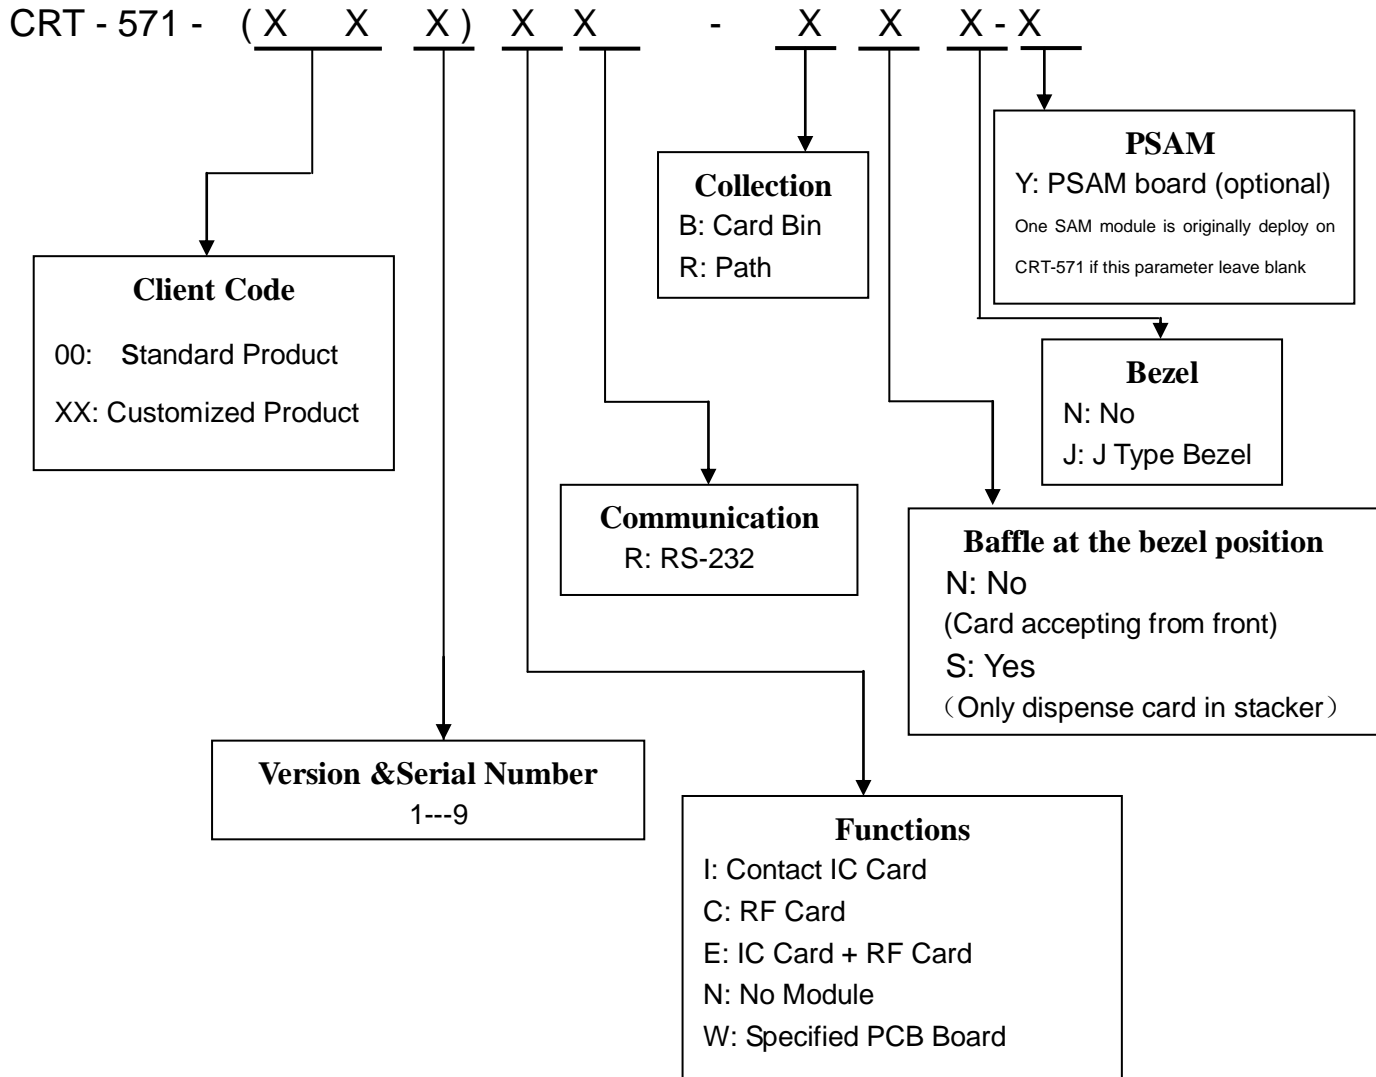 CRT - 571 - (X X X) X X - X X X - X
PSAM
Y: PSAM board (optional)
One SAM module is originally deploy on
CRT-571 if this parameter leave blank
Collection
B: Card Bin
R: Path
Client Code
00: Standard Product
XX: Customized Product
Bezel
N: No
J: J Type Bezel
Communication
R: RS-232
Baffle at the bezel position
N: No
(Card accepting from front)
S: Yes
（Only dispense card in stacker）
Version &Serial Number
1---9
Functions
I: Contact IC Card
C: RF Card
E: IC Card + RF Card
N: No Module
W: Specified PCB Board